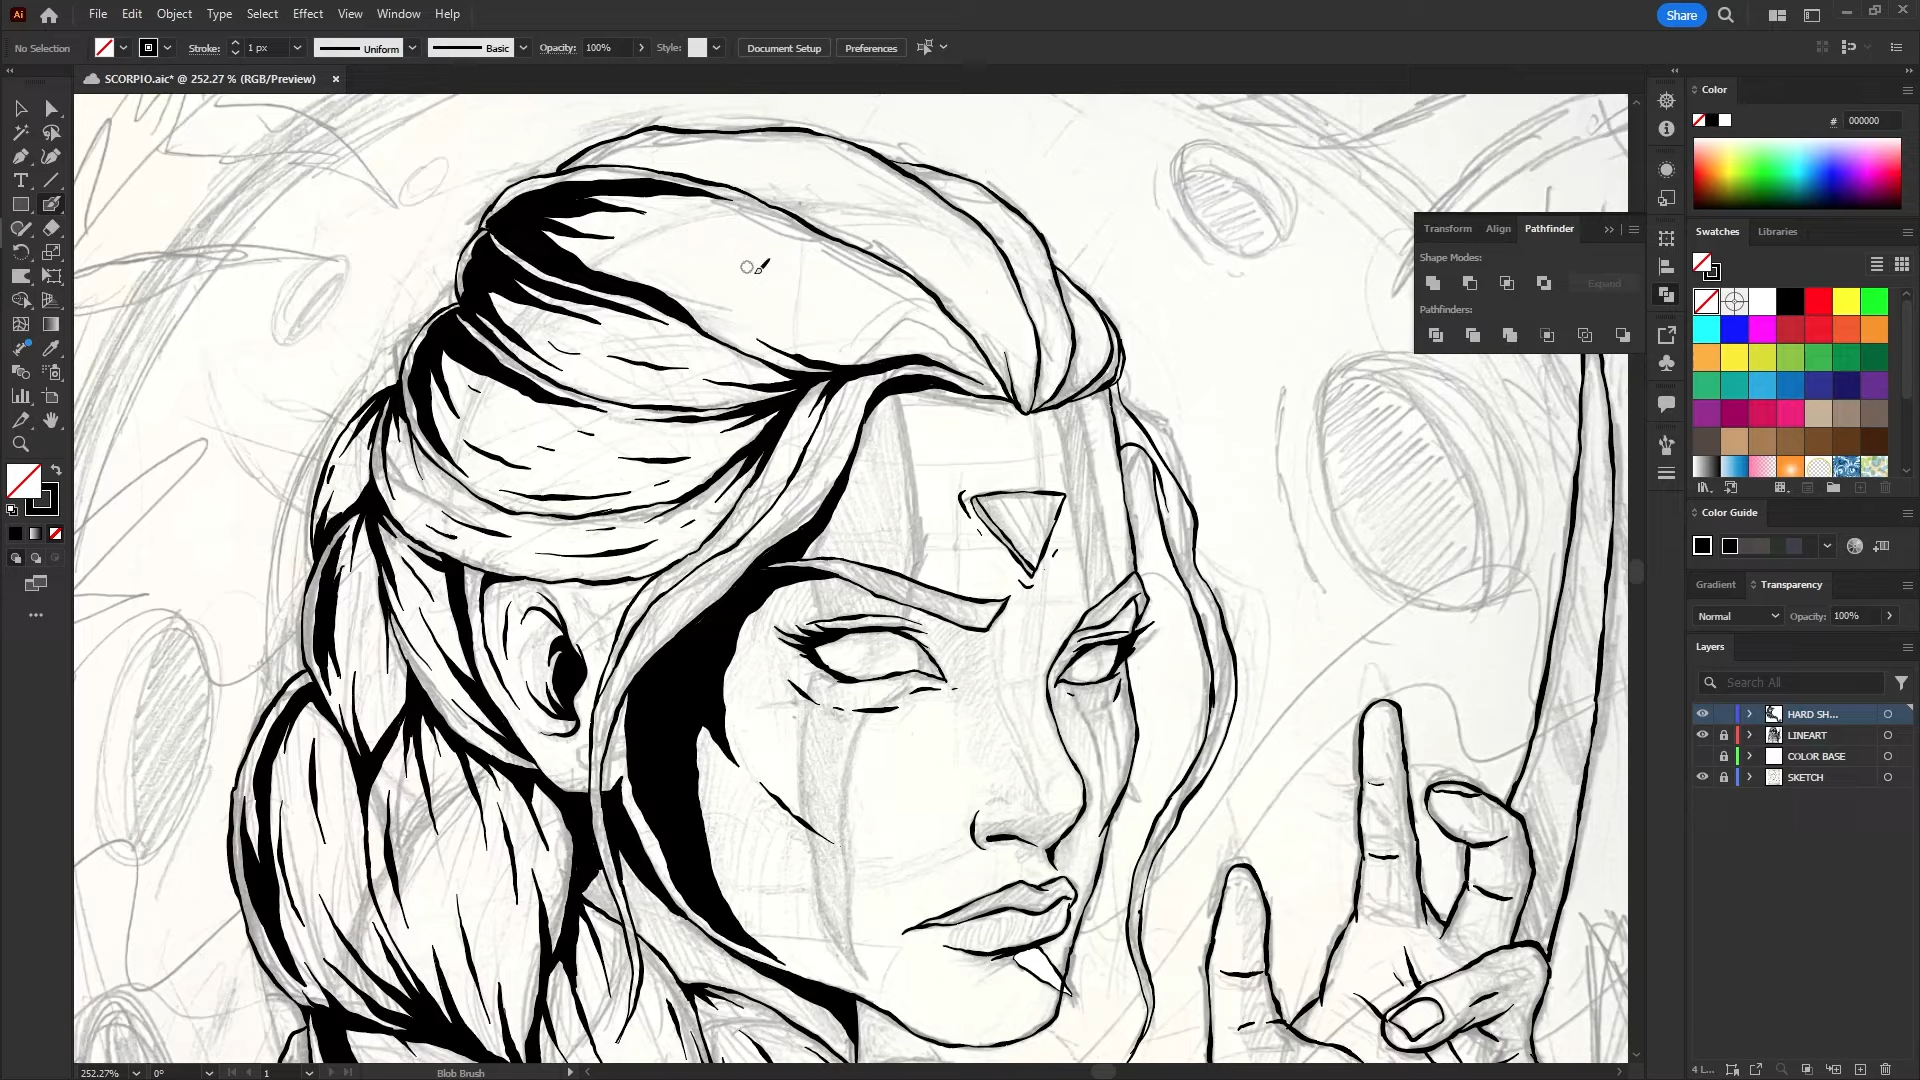 Ai File Edit Object Type Select Effect View Window Help Share
No Selection Stroke: 1 px Uniform Basic Opacity: 100% Style: Document Setup Preferences
SCORPIO.aic* @ 252.27 % (RGB/Preview) ×
Color
# 000000
Transform Align Pathfinder
Shape Modes:
Expand
Pathfinders:
Swatches Libraries
Color Guide
Gradient Transparency
Normal Opacity: 100%
Layers
Search All
HARD SH...
LINEART
COLOR BASE
SKETCH
4 L...
252.27% 0° 1 Blob Brush